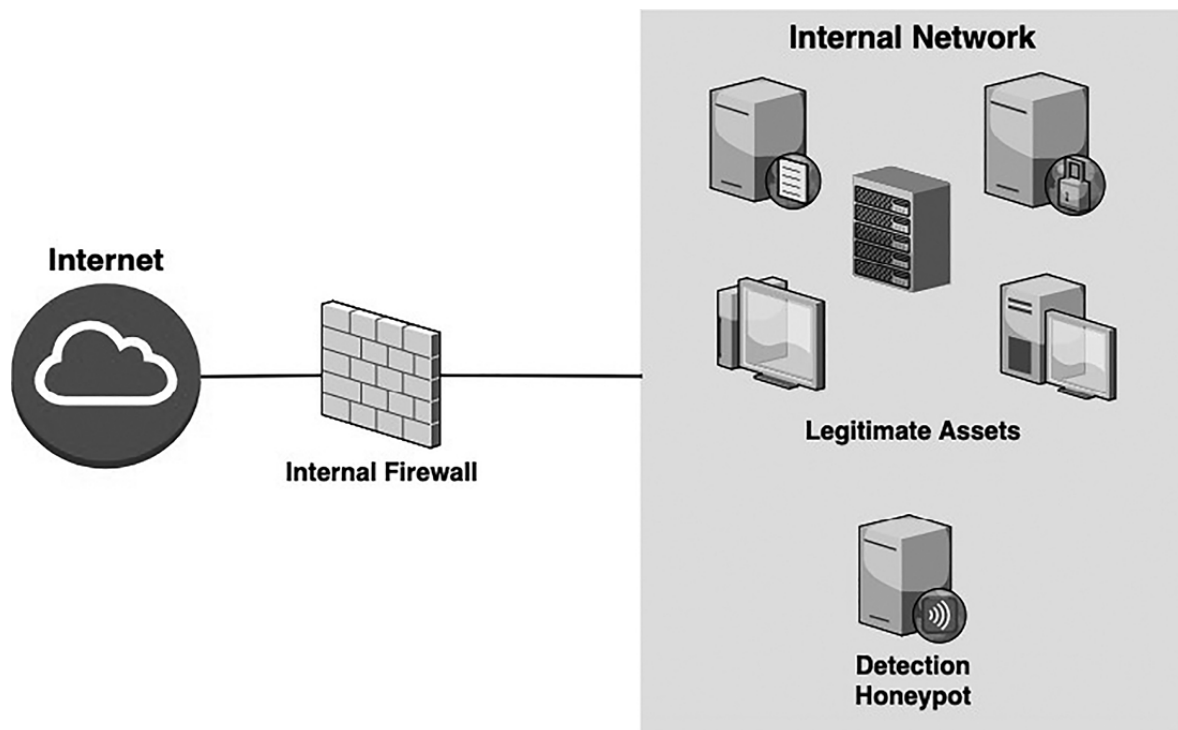 Internal Network
Internet
Internal Firewall
Legitimate Assets
Detection
Honeypot